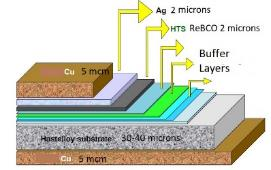 Ag 2 microns
HTS ReBCO 2 microns
Buffer
Layers
Cu 5 mcm
Hastelloy substrate 30-40 microns
Cu 5 mcm